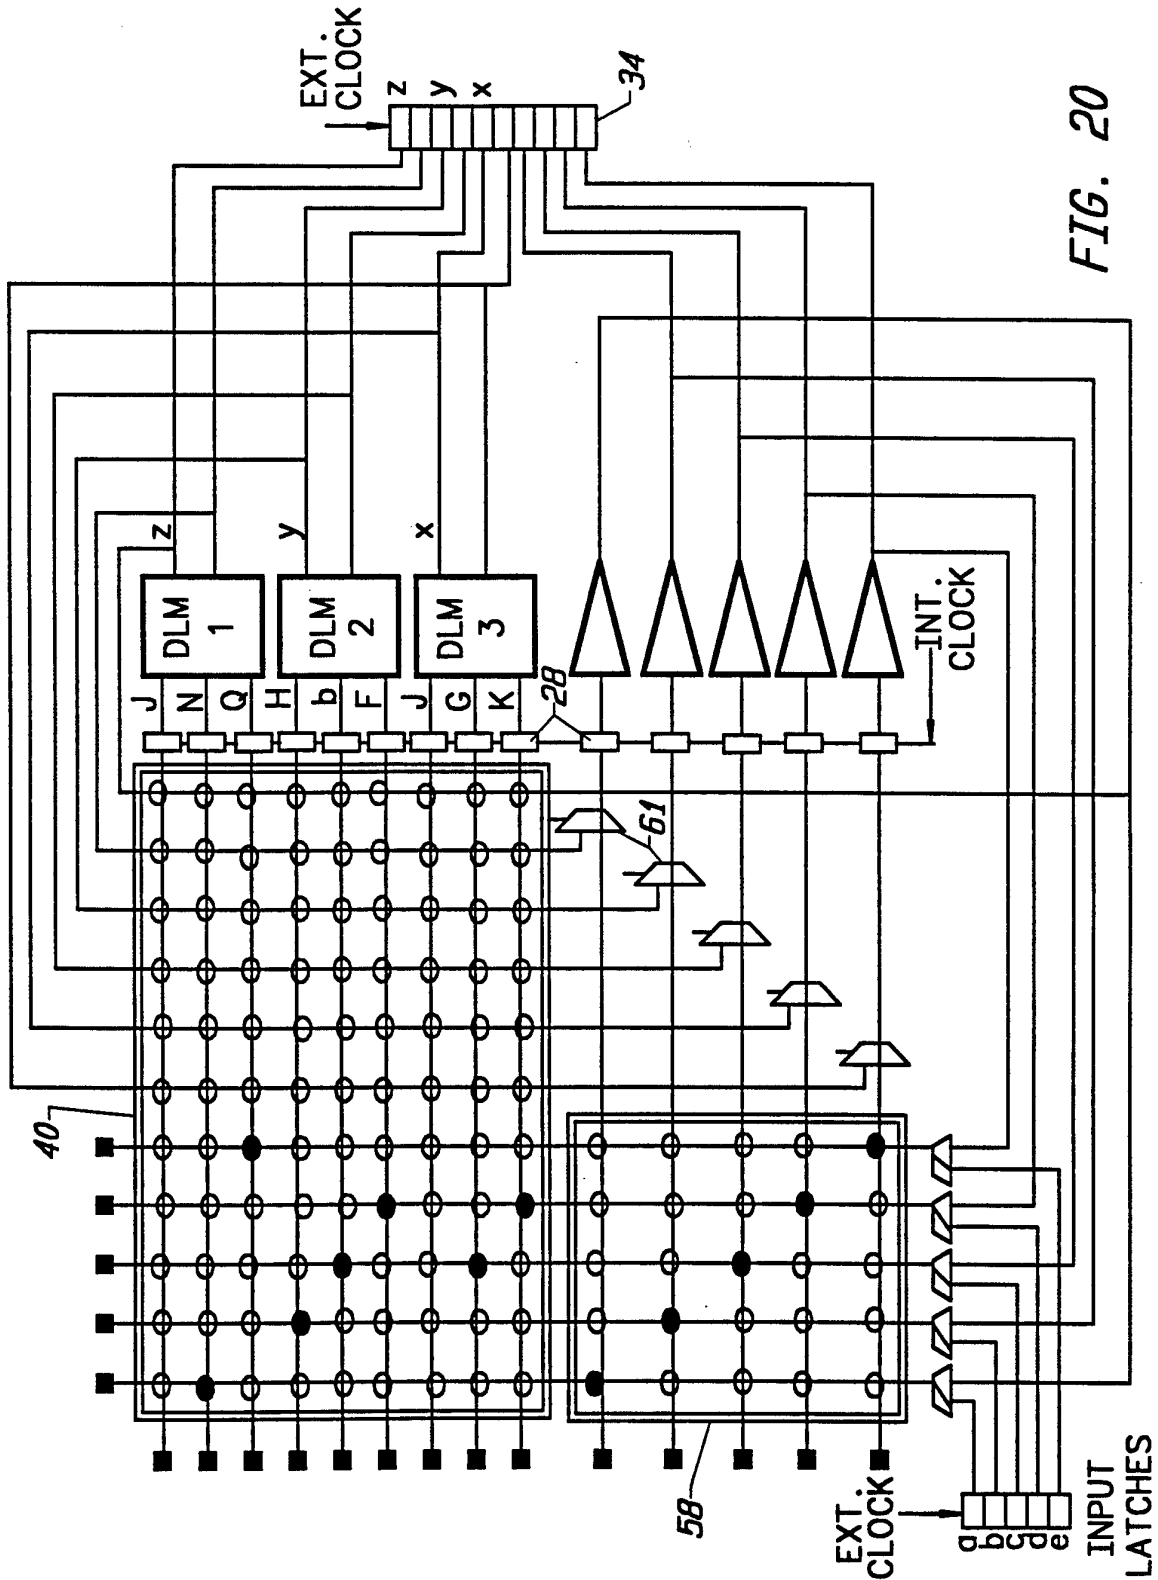 EXT.
CLOCK
z
y
x
34
FIG. 20
40
z
y
x
DLM
1
DLM
2
DLM
3
J
N
Q
H
b
F
J
G
K
28
61
INT.
CLOCK
58
EXT.
CLOCK
a
b
c
d
e
INPUT
LATCHES